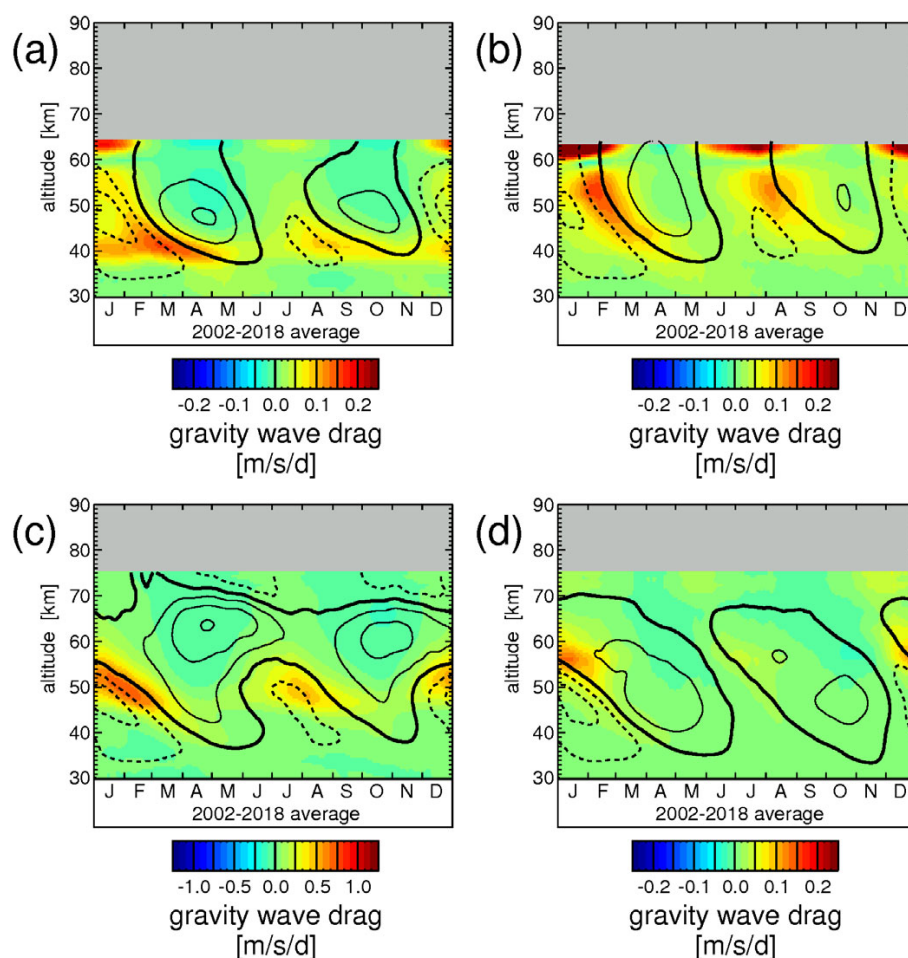 (a)
90
80
70
60
50
40
30
altitude [km]
J F M A M J J A S O N D
2002-2018 average
-0.2 -0.1 0.0 0.1 0.2
gravity wave drag
[m/s/d]
(b)
90
80
70
60
50
40
30
altitude [km]
J F M A M J J A S O N D
2002-2018 average
-0.2 -0.1 0.0 0.1 0.2
gravity wave drag
[m/s/d]
(c)
90
80
70
60
50
40
30
altitude [km]
J F M A M J J A S O N D
2002-2018 average
-1.0 -0.5 0.0 0.5 1.0
gravity wave drag
[m/s/d]
(d)
90
80
70
60
50
40
30
altitude [km]
J F M A M J J A S O N D
2002-2018 average
-0.2 -0.1 0.0 0.1 0.2
gravity wave drag
[m/s/d]